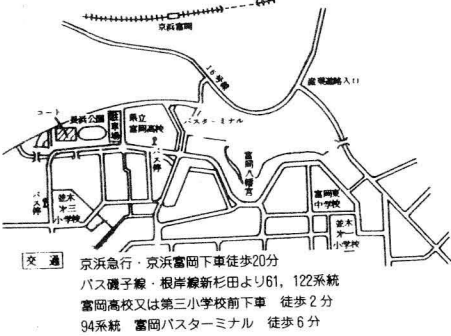 京浜富岡
16号線
産業道路入口
コート
長浜公園
駐車場
県立
富岡高校
バスターミナル
バス停
富岡八幡宮
バス停
並木
第三
小学校
富岡東
中学校
並木
第一
小学校
交通
京浜急行・京浜富岡下車徒歩20分
バス磯子線・根岸線新杉田より61，122系統
富岡高校又は第三小学校前下車 徒歩2分
94系統 富岡バスターミナル 徒歩6分